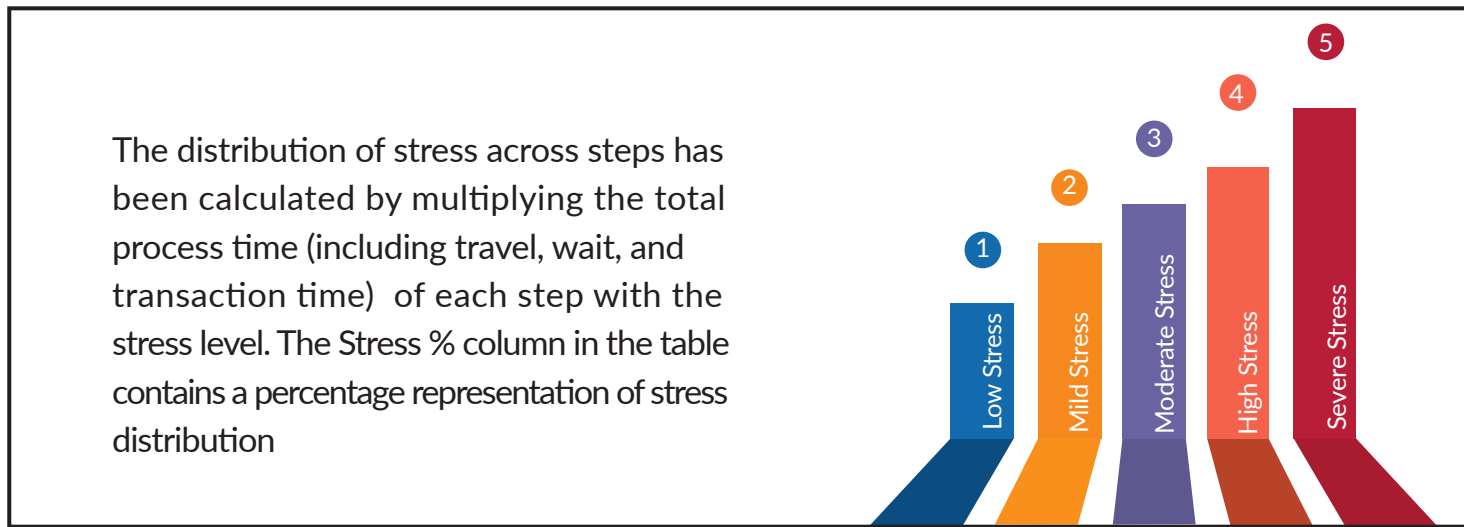 The distribution of stress across steps has
been calculated by multiplying the total
process time (including travel, wait, and
transaction time) of each step with the
stress level. The Stress % column in the table
contains a percentage representation of stress
distribution
1
Low Stress
2
Mild Stress
3
Moderate Stress
4
High Stress
5
Severe Stress